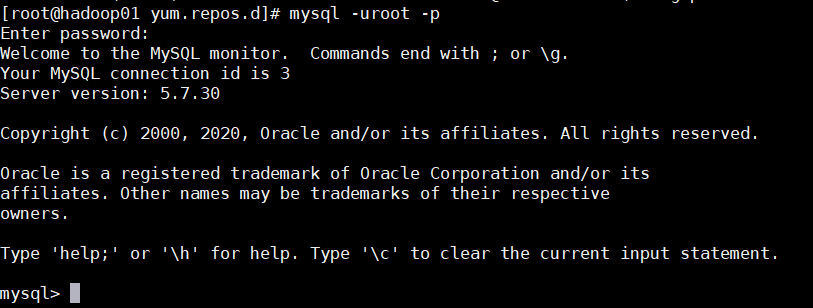 [root@hadoop01 yum.repos.d]# mysql -uroot -p
Enter password:
Welcome to the MySQL monitor.  Commands end with ; or \g.
Your MySQL connection id is 3
Server version: 5.7.30

Copyright (c) 2000, 2020, Oracle and/or its affiliates. All rights reserved.

Oracle is a registered trademark of Oracle Corporation and/or its
affiliates. Other names may be trademarks of their respective
owners.

Type 'help;' or '\h' for help. Type '\c' to clear the current input statement.

mysql>